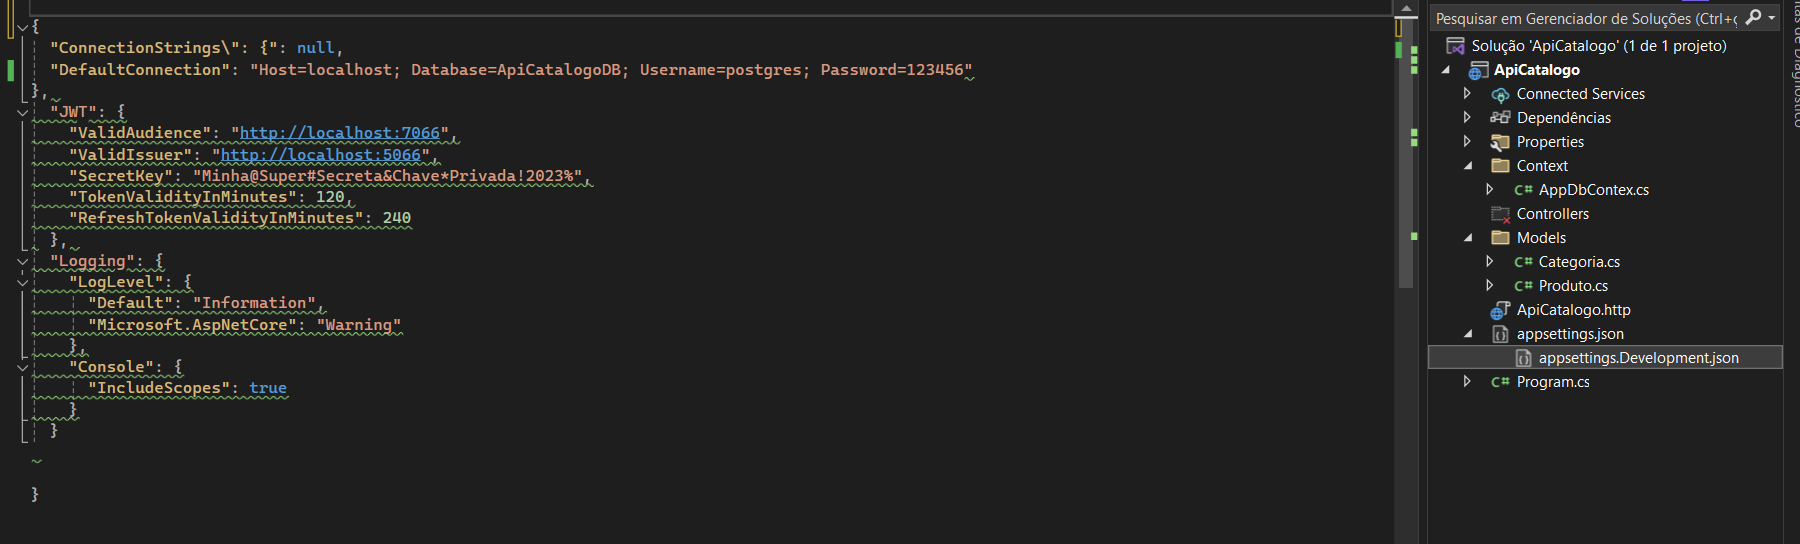 {
"ConnectionStrings\": {": null,
"DefaultConnection": "Host=localhost; Database=ApiCatalogoDB; Username=postgres; Password=123456"
},
"JWT": {
"ValidAudience": "http://localhost:7066",
"ValidIssuer": "http://localhost:5066",
"SecretKey": "Minha@Super#Secreta&Chave*Privada!2023%",
"TokenValidityInMinutes": 120,
"RefreshTokenValidityInMinutes": 240
},
"Logging": {
"LogLevel": {
"Default": "Information",
"Microsoft.AspNetCore": "Warning"
},
"Console": {
"IncludeScopes": true
}
}
}
Pesquisar em Gerenciador de Soluções (Ctrl+ç
Solução 'ApiCatalogo' (1 de 1 projeto)
ApiCatalogo
Connected Services
Dependências
Properties
Context
C# AppDbContex.cs
Controllers
Models
C# Categoria.cs
C# Produto.cs
ApiCatalogo.http
appsettings.json
appsettings.Development.json
C# Program.cs
de Diagnóstico